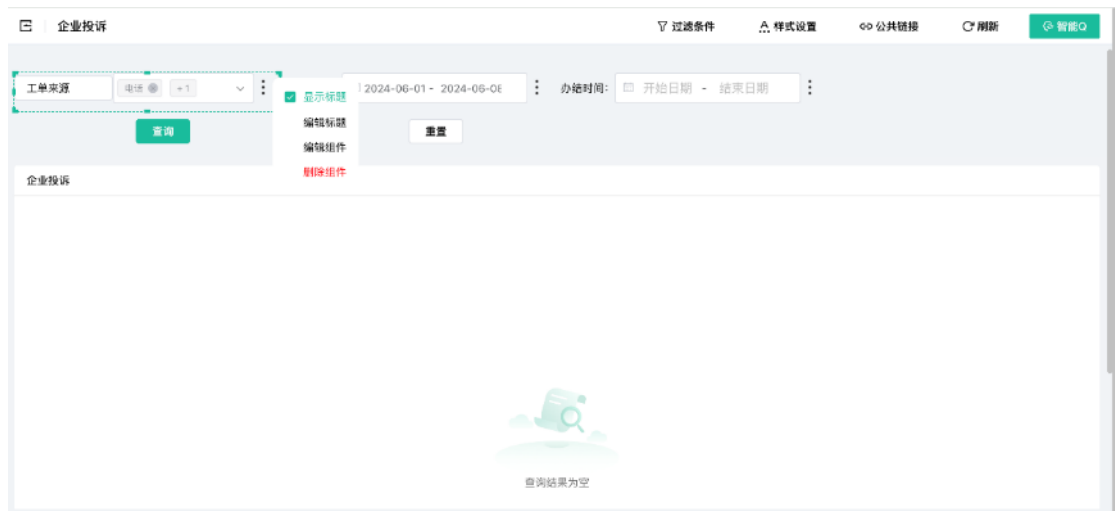 企业投诉
过滤条件
样式设置
公共链接
刷新
智能Q
工单来源
电话
+1
2024-06-01 - 2024-06-08
办结时间:
开始日期 - 结束日期
显示标题
编辑标题
编辑组件
删除组件
查询
重置
企业投诉
查询结果为空